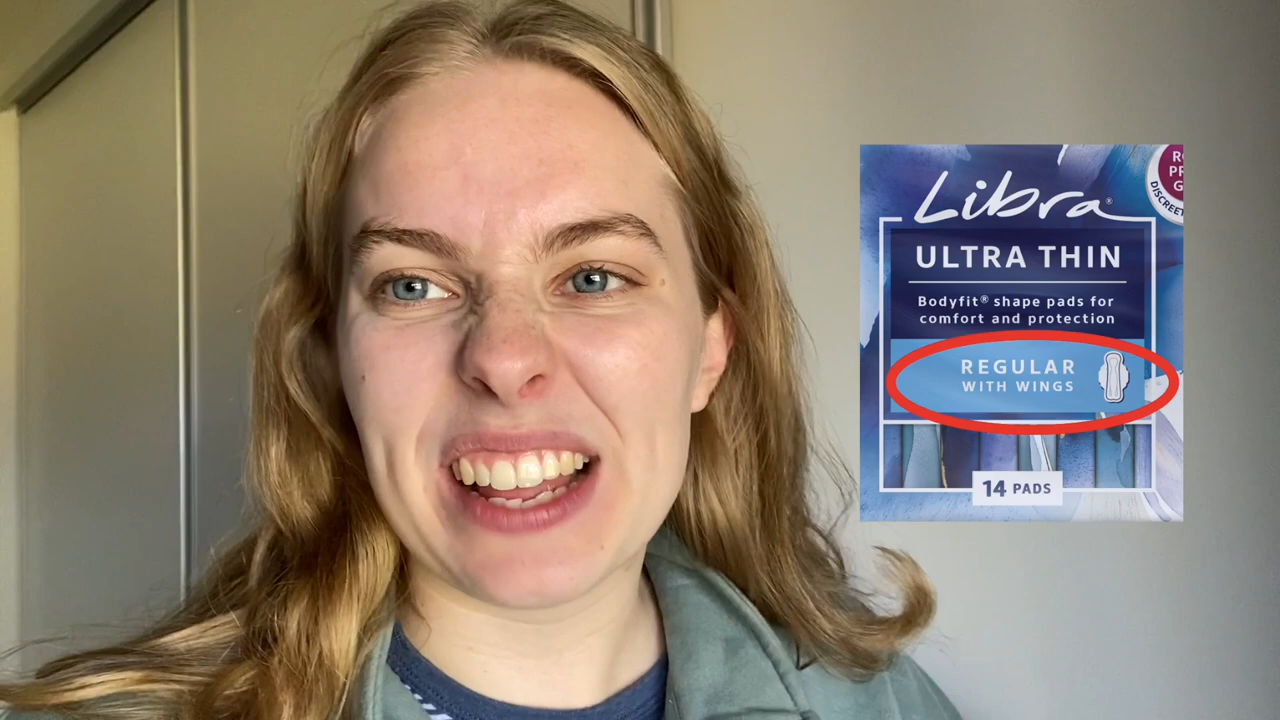 Libra®
ULTRA THIN
Bodyfit® shape pads for
comfort and protection
REGULAR
WITH WINGS
14 PADS